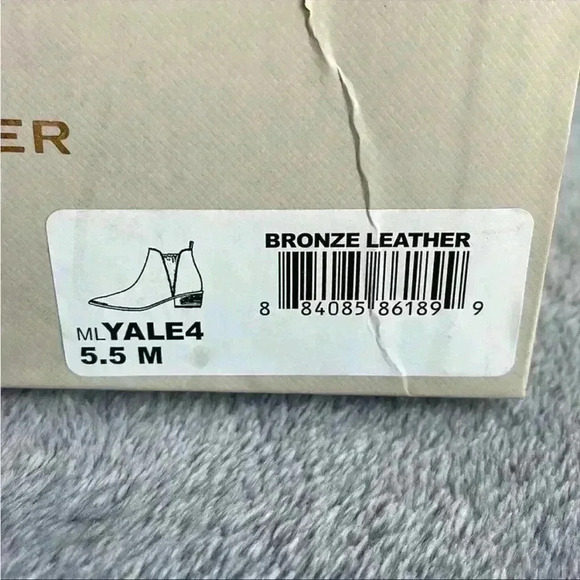 ER
BRONZE LEATHER
8 84085 86189 9
MLYALE4
5.5 M